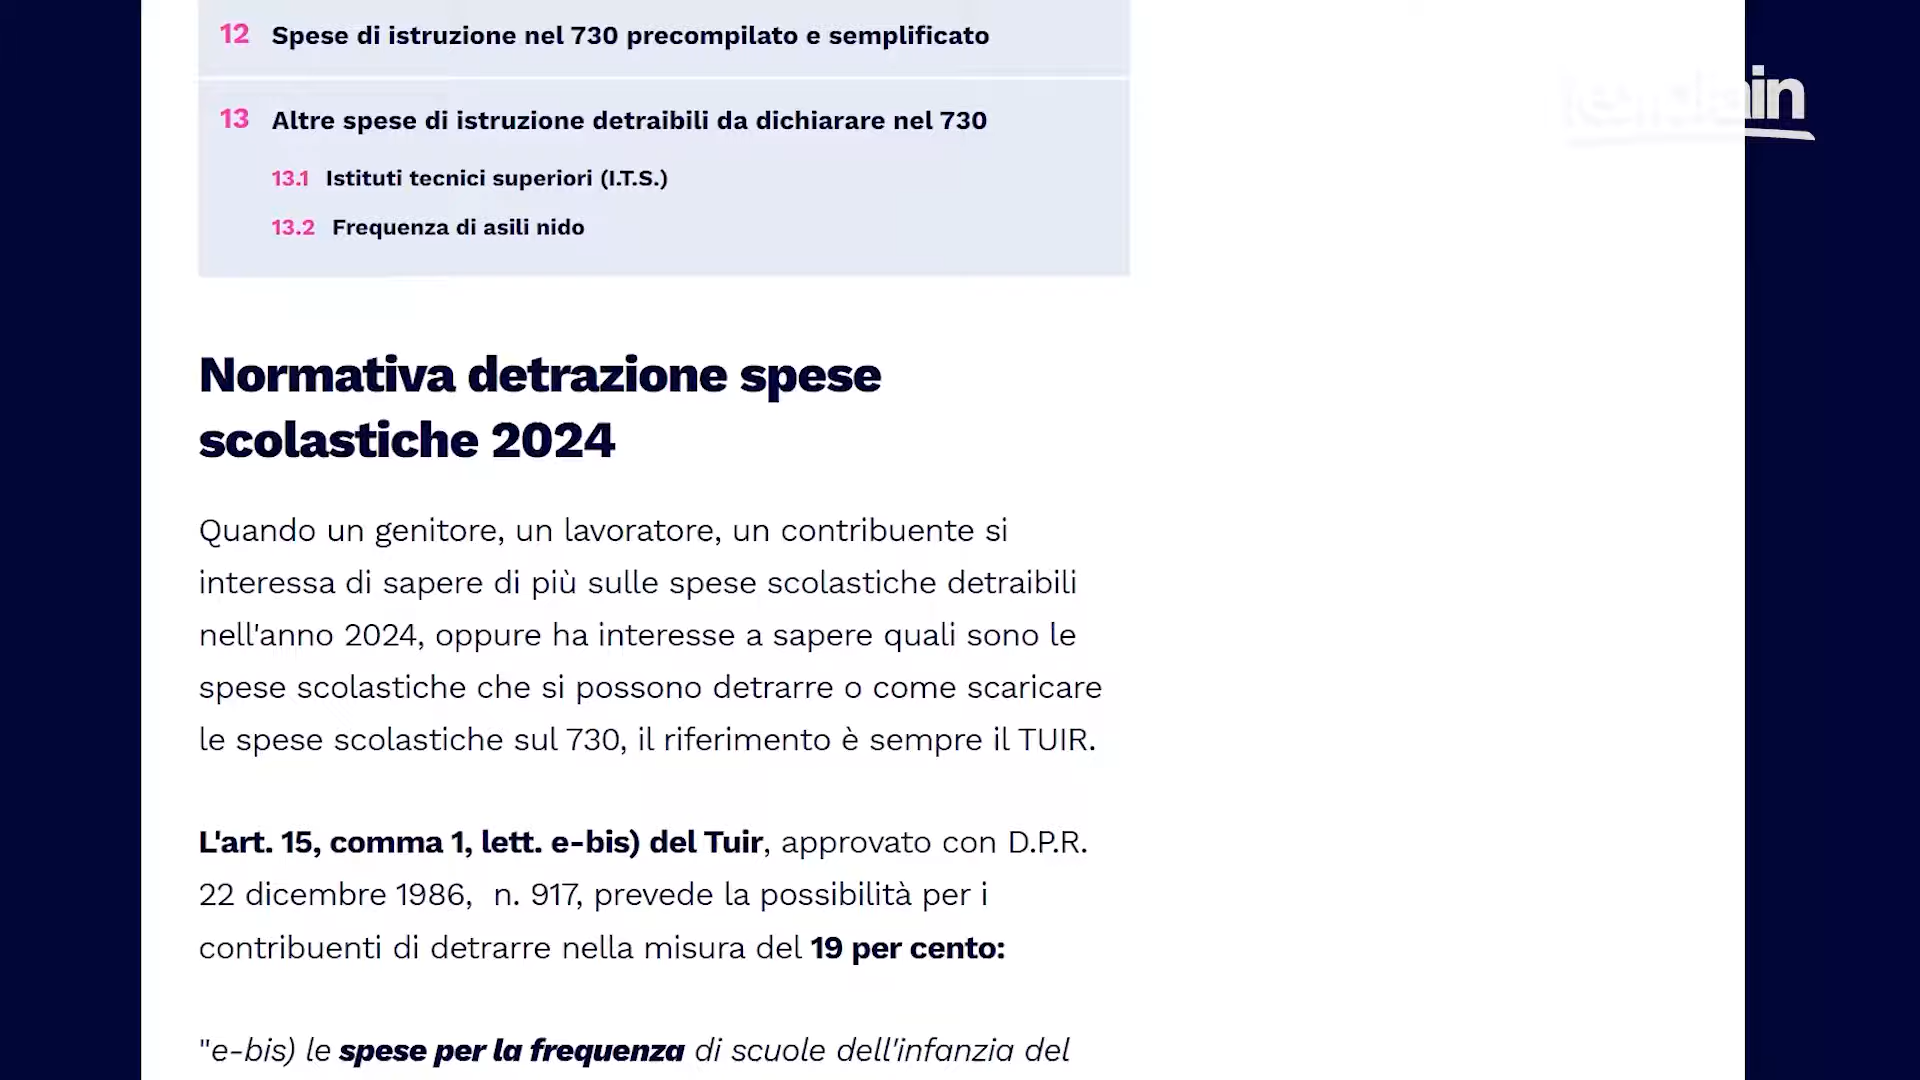 12 Spese di istruzione nel 730 precompilato e semplificato
13 Altre spese di istruzione detraibili da dichiarare nel 730
13.1 Istituti tecnici superiori (I.T.S.)
13.2 Frequenza di asili nido
Normativa detrazione spese
scolastiche 2024
Quando un genitore, un lavoratore, un contribuente si
interessa di sapere di più sulle spese scolastiche detraibili
nell'anno 2024, oppure ha interesse a sapere quali sono le
spese scolastiche che si possono detrarre o come scaricare
le spese scolastiche sul 730, il riferimento è sempre il TUIR.
L'art. 15, comma 1, lett. e-bis) del Tuir, approvato con D.P.R.
22 dicembre 1986, n. 917, prevede la possibilità per i
contribuenti di detrarre nella misura del 19 per cento:
"e-bis) le spese per la frequenza di scuole dell'infanzia del